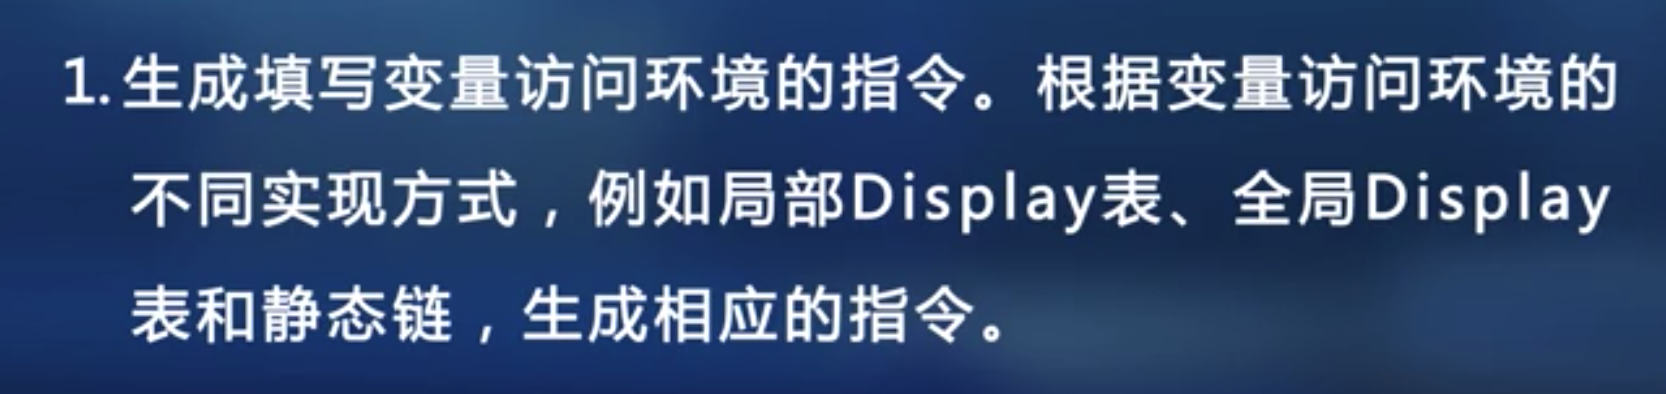 1.生成填写变量访问环境的指令。根据变量访问环境的
不同实现方式，例如局部Display表、全局Display
表和静态链，生成相应的指令。